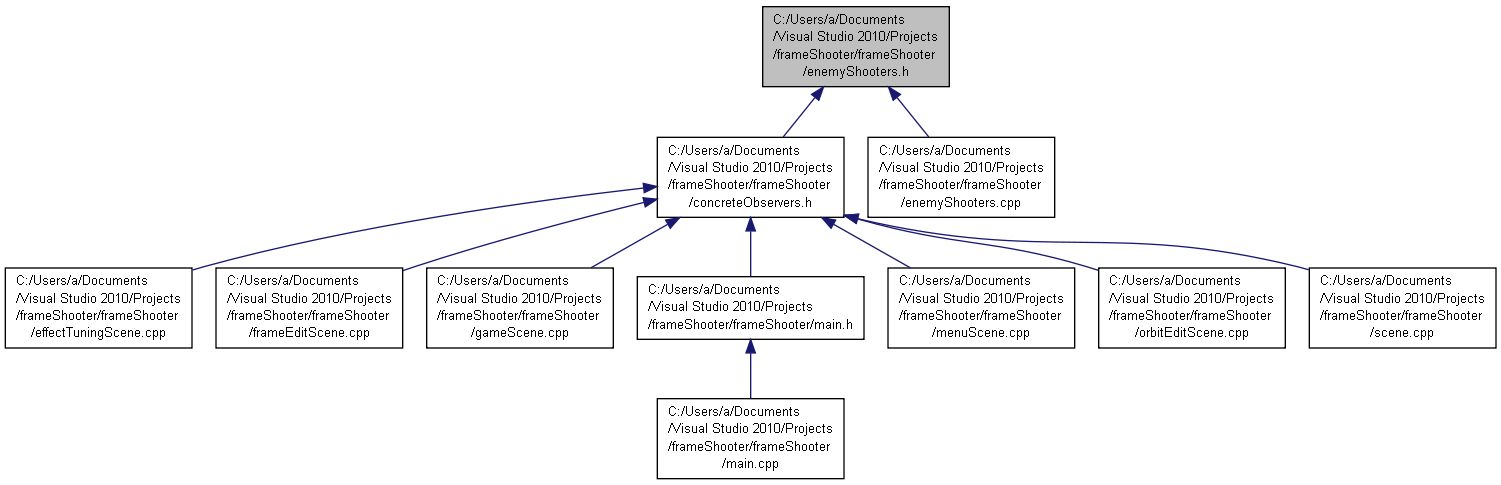 C:/Users/a/Documents
/Visual Studio 2010/Projects
/frameShooter/frameShooter
/enemyShooters.h
C:/Users/a/Documents
/Visual Studio 2010/Projects
/frameShooter/frameShooter
/concreteObservers.h
C:/Users/a/Documents
/Visual Studio 2010/Projects
/frameShooter/frameShooter
/enemyShooters.cpp
C:/Users/a/Documents
/Visual Studio 2010/Projects
/frameShooter/frameShooter
/effectTuningScene.cpp
C:/Users/a/Documents
/Visual Studio 2010/Projects
/frameShooter/frameShooter
/frameEditScene.cpp
C:/Users/a/Documents
/Visual Studio 2010/Projects
/frameShooter/frameShooter
/gameScene.cpp
C:/Users/a/Documents
/Visual Studio 2010/Projects
/frameShooter/frameShooter/main.h
C:/Users/a/Documents
/Visual Studio 2010/Projects
/frameShooter/frameShooter
/menuScene.cpp
C:/Users/a/Documents
/Visual Studio 2010/Projects
/frameShooter/frameShooter
/orbitEditScene.cpp
C:/Users/a/Documents
/Visual Studio 2010/Projects
/frameShooter/frameShooter
/scene.cpp
C:/Users/a/Documents
/Visual Studio 2010/Projects
/frameShooter/frameShooter
/main.cpp